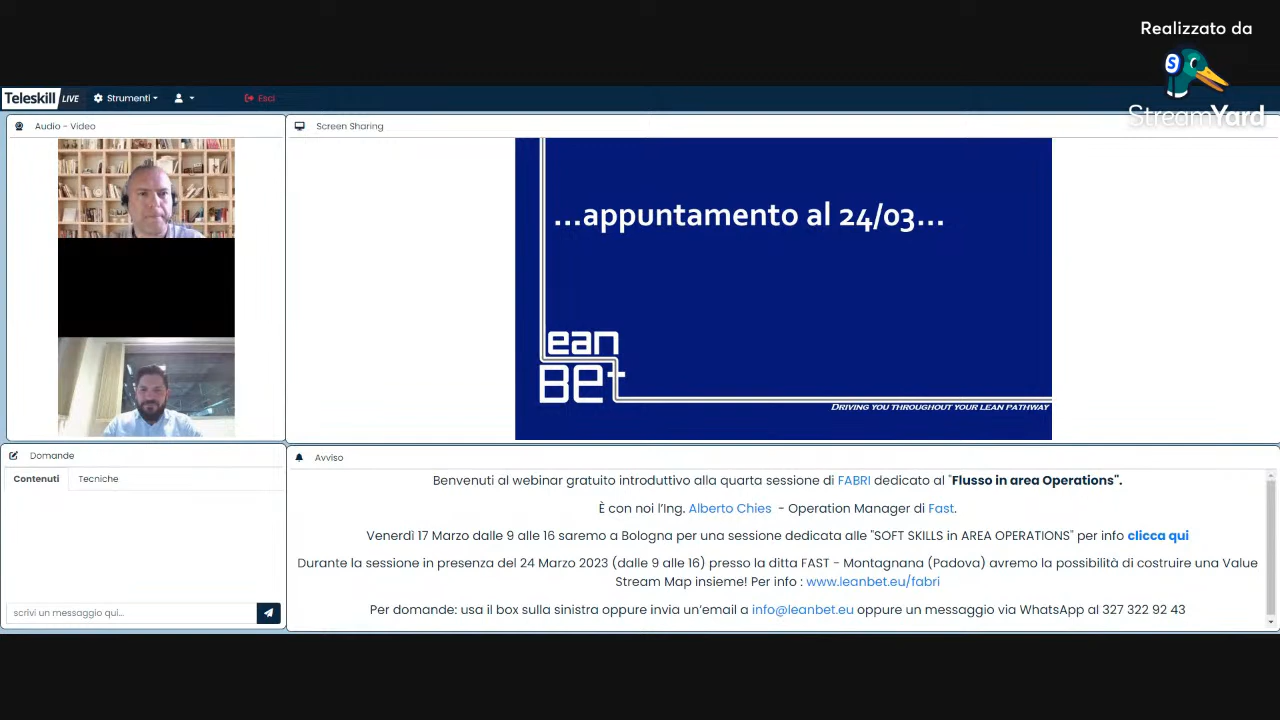 Realizzato da
StreamYard
Teleskill LIVE
Strumenti
Esci
Audio - Video
Screen Sharing
...appuntamento al 24/03...
lean
BEt
DRIVING YOU THROUGHOUT YOUR LEAN PATHWAY
Domande
Contenuti Tecniche
scrivi un messaggio qui...
Avviso
Benvenuti al webinar gratuito introduttivo alla quarta sessione di FABRI dedicato al "Flusso in area Operations".
È con noi l'Ing. Alberto Chies - Operation Manager di Fast.
Venerdì 17 Marzo dalle 9 alle 16 saremo a Bologna per una sessione dedicata alle "SOFT SKILLS in AREA OPERATIONS" per info clicca qui
Durante la sessione in presenza del 24 Marzo 2023 (dalle 9 alle 16) presso la ditta FAST - Montagnana (Padova) avremo la possibilità di costruire una Value
Stream Map insieme! Per info : www.leanbet.eu/fabri
Per domande: usa il box sulla sinistra oppure invia un'email a info@leanbet.eu oppure un messaggio via WhatsApp al 327 322 92 43